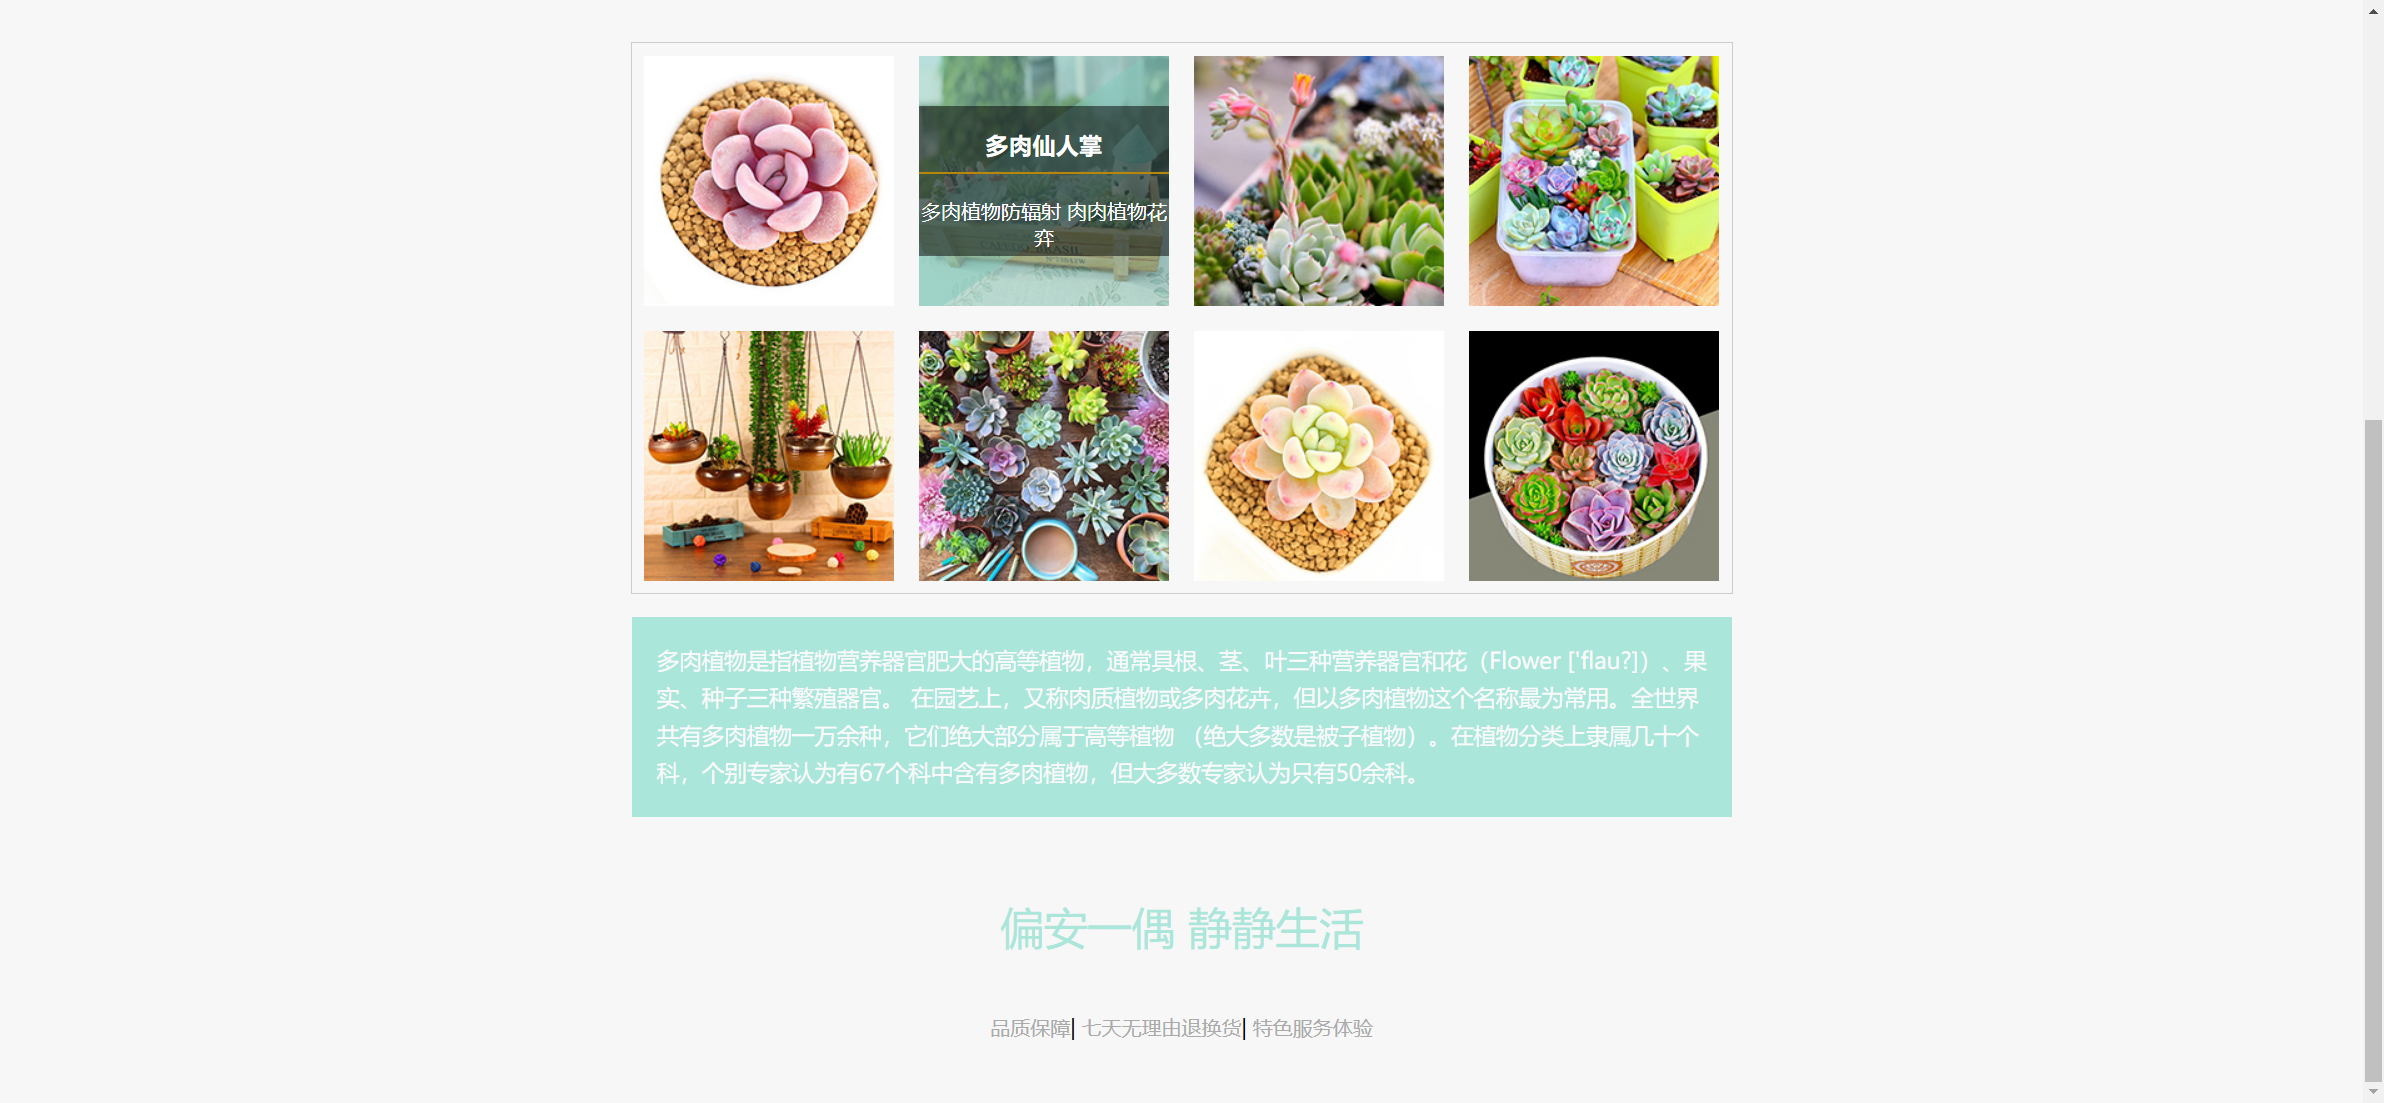 多肉仙人掌
多肉植物防辐射 肉肉植物花
弈
多肉植物是指植物营养器官肥大的高等植物，通常具根、茎、叶三种营养器官和花（Flower ['flau?]）、果
实、种子三种繁殖器官。 在园艺上，又称肉质植物或多肉花卉，但以多肉植物这个名称最为常用。全世界
共有多肉植物一万余种，它们绝大部分属于高等植物 （绝大多数是被子植物）。在植物分类上隶属几十个
科，个别专家认为有67个科中含有多肉植物，但大多数专家认为只有50余科。
偏安一偶 静静生活
品质保障| 七天无理由退换货| 特色服务体验